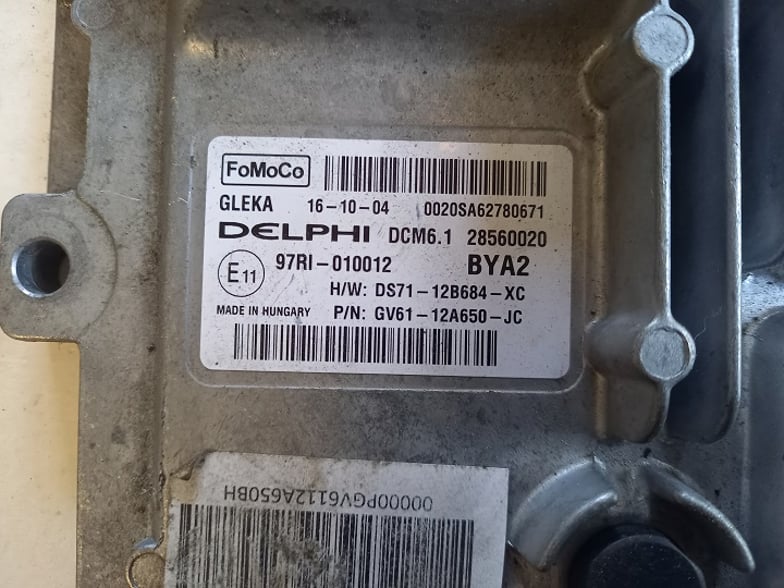 FoMoCo
GLEKA 16-10-04 0020SA62780671
DELPHI DCM6.1 28560020
E11 97RI-010012 BYA2
H/W: DS71-12B684-XC
MADE IN HUNGARY P/N: GV61-12A650-JC
00000PGV6112A650BH